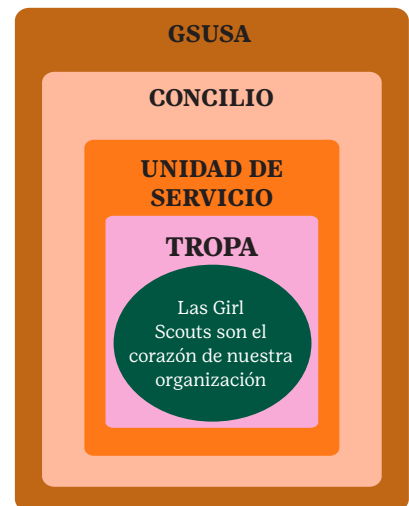 GSUSA
CONCILIO
UNIDAD DE
SERVICIO
TROPA
Las Girl
Scouts son el
corazón de nuestra
organización